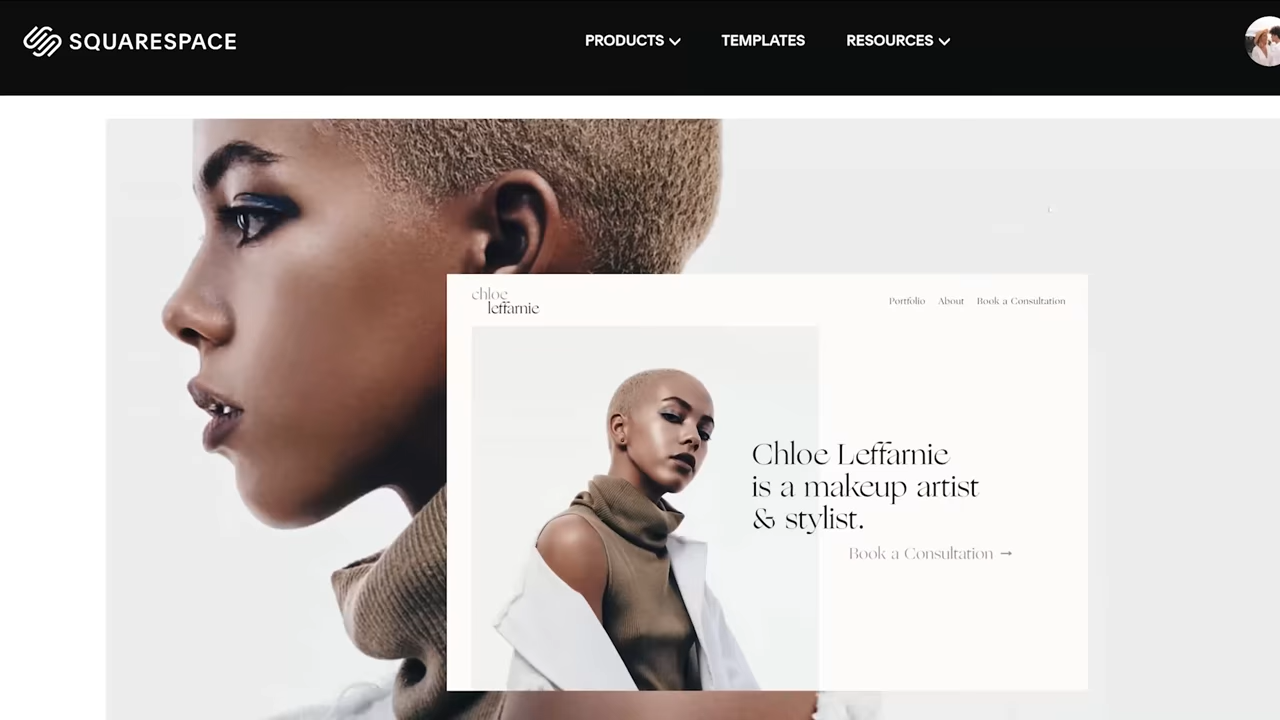 SQUARESPACE
PRODUCTS
TEMPLATES
RESOURCES
chloe
leffarnie
Portfolio
About
Book a Consultation
Chloe Leffarnie
is a makeup artist
& stylist.
Book a Consultation →